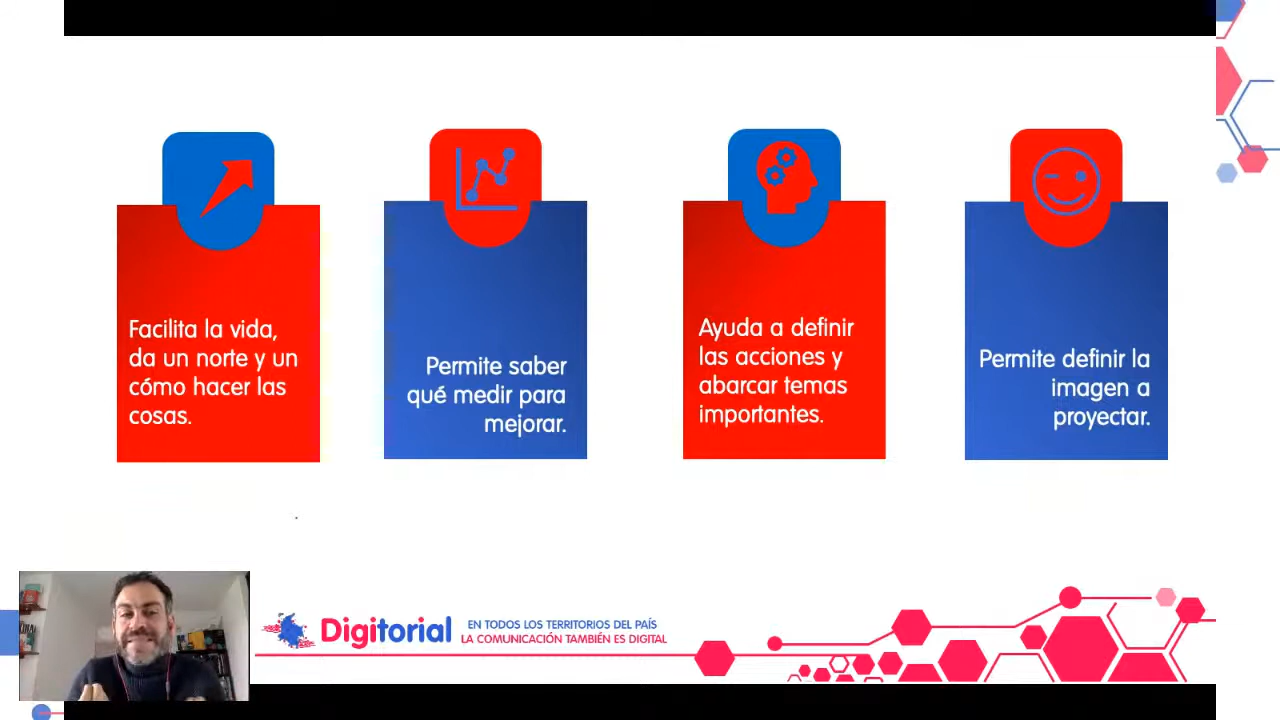 Facilita la vida,
da un norte y un
cómo hacer las
cosas.
Permite saber
qué medir para
mejorar.
Ayuda a definir
las acciones y
abarcar temas
importantes.
Permite definir la
imagen a
proyectar.
Digitorial
EN TODOS LOS TERRITORIOS DEL PAÍS
LA COMUNICACIÓN TAMBIÉN ES DIGITAL